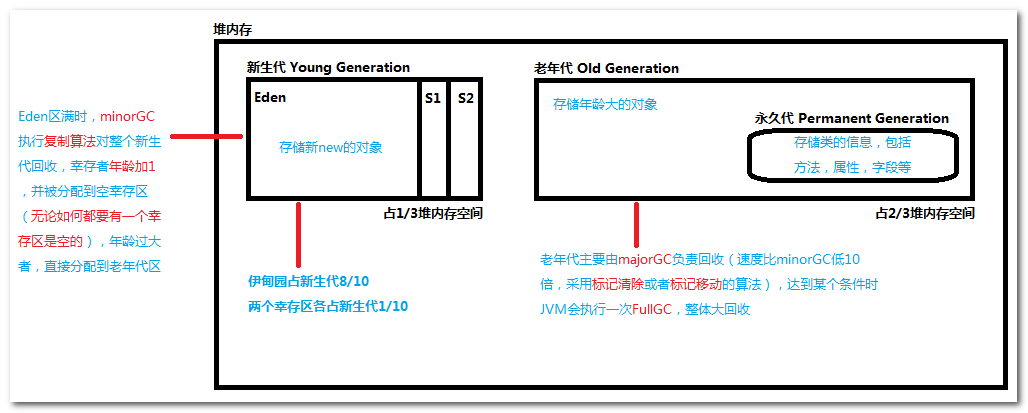 堆内存
新生代 Young Generation
Eden
S1
S2
存储新new的对象
占1/3堆内存空间
Eden区满时，minorGC
执行复制算法对整个新生
代回收，幸存者年龄加1
，并被分配到空幸存区
（无论如何都要有一个幸
存区是空的），年龄过大
者，直接分配到老年代区
伊甸园占新生代8/10
两个幸存区各占新生代1/10
老年代 Old Generation
存储年龄大的对象
永久代 Permanent Generation
存储类的信息，包括
方法，属性，字段等
占2/3堆内存空间
老年代主要由majorGC负责回收（速度比minorGC低10
倍，采用标记清除或者标记移动的算法），达到某个条件时
JVM会执行一次FullGC，整体大回收